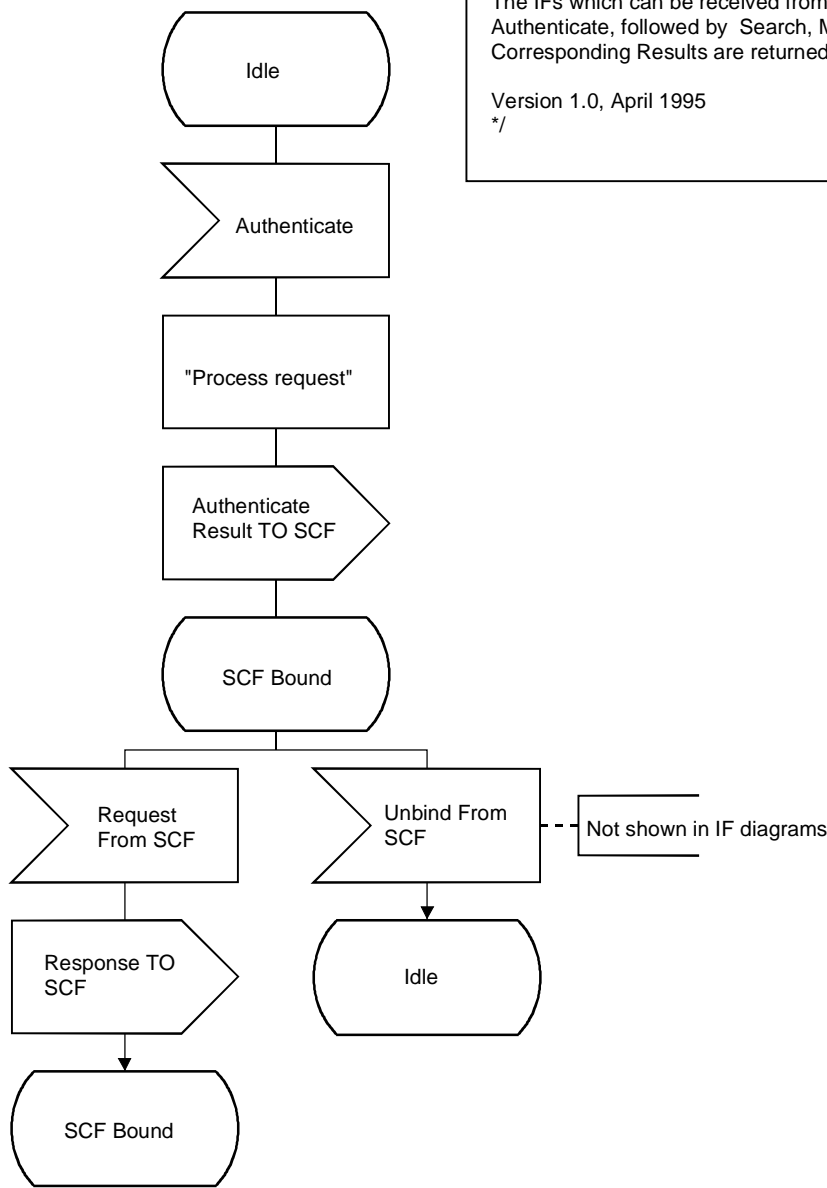 The IFs which can be received from
Authenticate, followed by Search, M
Corresponding Results are returned
Version 1.0, April 1995
*/
Idle
Authenticate
"Process request"
Authenticate
Result TO SCF
SCF Bound
Request
From SCF
Unbind From
SCF
Not shown in IF diagrams
Response TO
SCF
Idle
SCF Bound